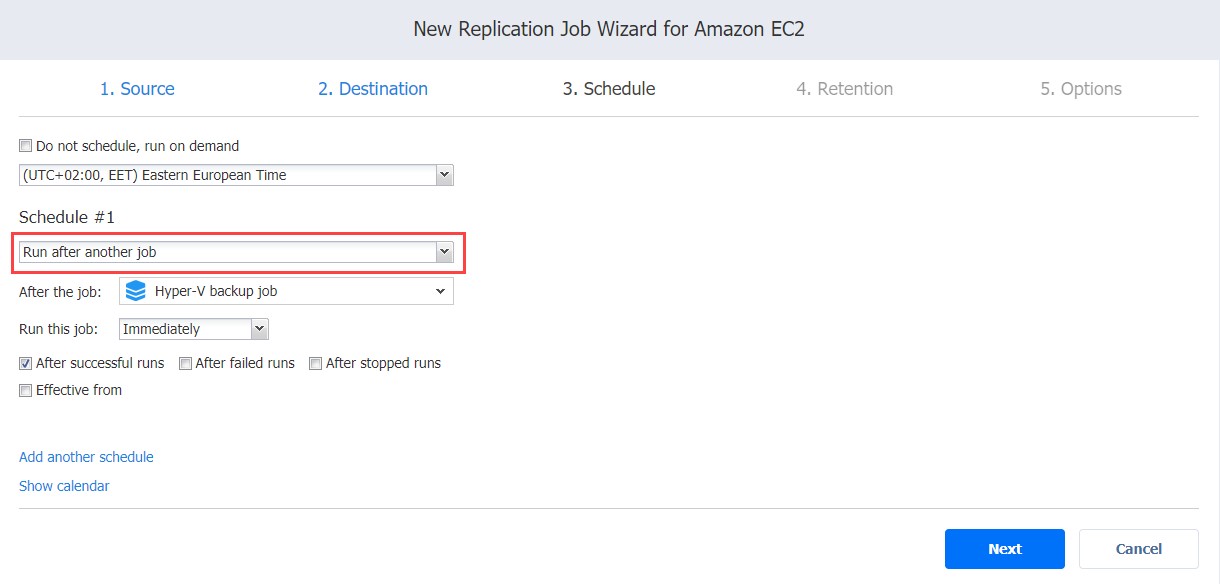 New Replication Job Wizard for Amazon EC2
1. Source 2. Destination 3. Schedule 4. Retention 5. Options
Do not schedule, run on demand
(UTC+02:00, EET) Eastern European Time
Schedule #1
Run after another job
After the job: Hyper-V backup job
Run this job: Immediately
After successful runs After failed runs After stopped runs
Effective from
Add another schedule
Show calendar
Next Cancel